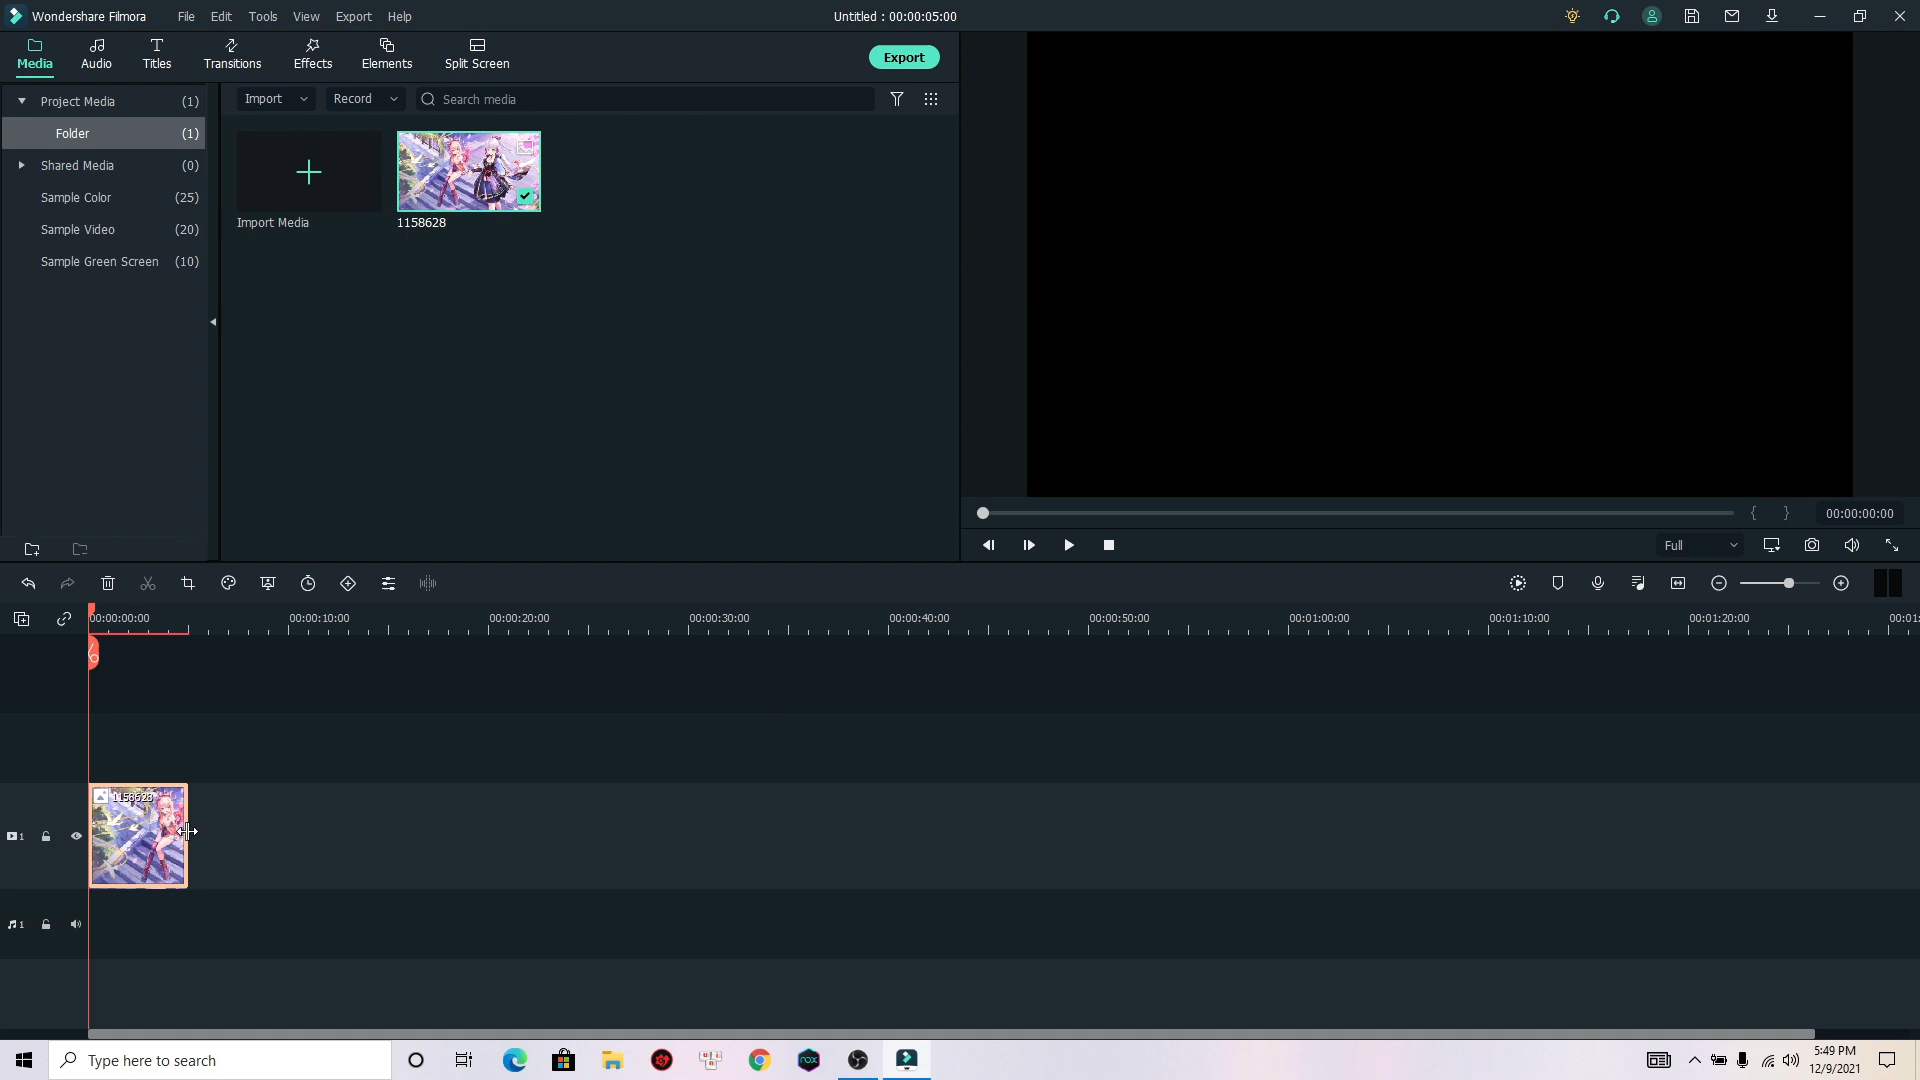 Wondershare Filmora File Edit Tools View Export Help Untitled : 00:00:05:00
Media Audio Titles Transitions Effects Elements Split Screen Export
Project Media (1) Import Record Search media
Folder (1)
Shared Media (0)
Sample Color (25)
Import Media 1158628
Sample Video (20)
Sample Green Screen (10)
{ } 00:00:00:00
Full
00:00:00:00 00:00:10:00 00:00:20:00 00:00:30:00 00:00:40:00 00:00:50:00 00:01:00:00 00:01:10:00 00:01:20:00 00:01:
1158628
1
1
Type here to search nox 5:49 PM
12/9/2021